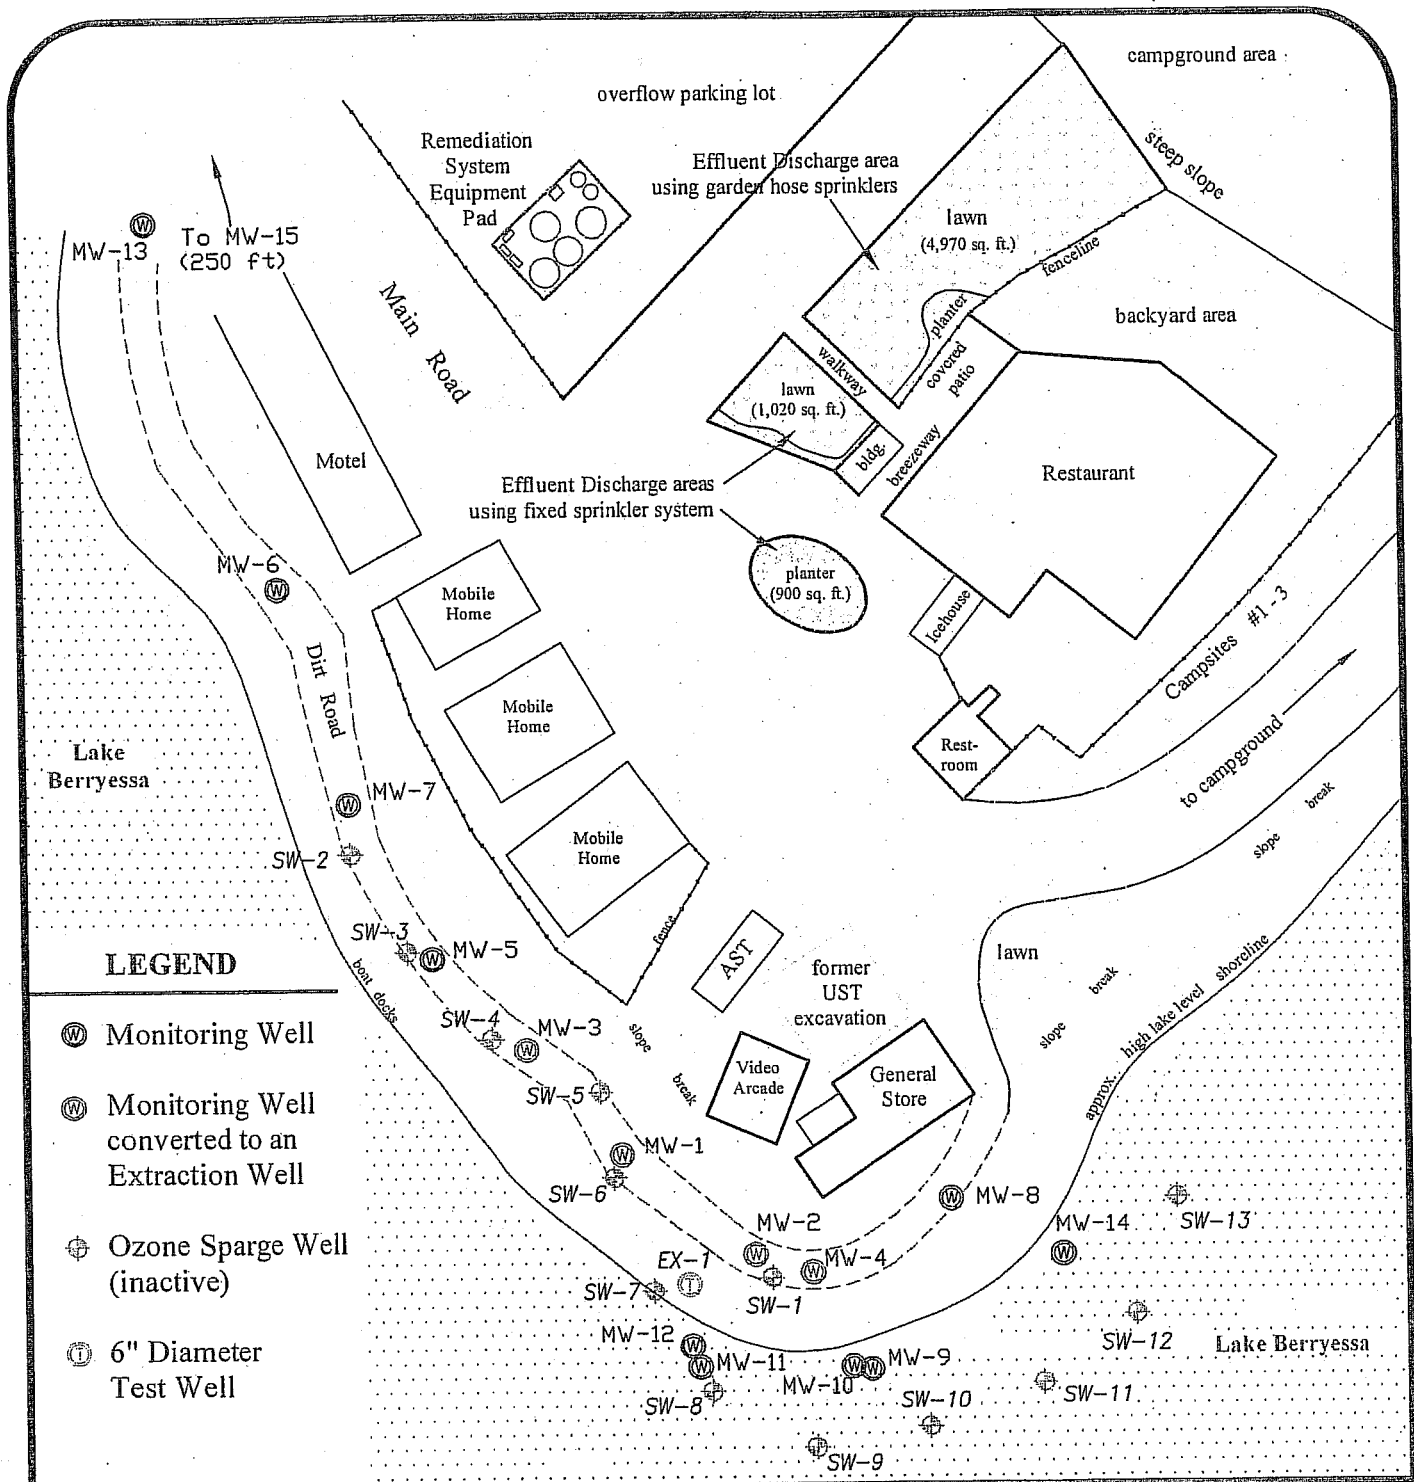 campground area
overflow parking lot
Remediation
System
Equipment
Pad
Effluent Discharge area
using garden hose sprinklers
steep slope
lawn
(4,970 sq. ft.)
fenceline
MW-13
To MW-15
(250 ft)
Main Road
planter
backyard area
walkway
covered
patio
lawn
(1,020 sq. ft.)
bldg.
breezeway
Motel
Restaurant
Effluent Discharge areas
using fixed sprinkler system
MW-6
planter
(900 sq. ft.)
Mobile
Home
Icehouse
Campsites #1 - 3
Dirt Road
Mobile
Home
Rest-
room
Lake
Berryessa
to campground
MW-7
slope break
Mobile
Home
SW-2
SW-3
MW-5
fence
AST
lawn
LEGEND
boat docks
former
UST
excavation
slope break
approx. high lake level shoreline
SW-4
MW-3
slope break
Monitoring Well
Video
Arcade
General
Store
SW-5
Monitoring Well
converted to an
Extraction Well
MW-1
SW-6
MW-8
MW-2
MW-14
SW-13
Ozone Sparge Well
(inactive)
EX-1
MW-4
SW-7
SW-1
MW-12
SW-12
Lake Berryessa
6" Diameter
Test Well
MW-11
MW-9
MW-10
SW-11
SW-8
SW-10
SW-9
W
W
T
W
W
W
W
W
W
W
W
W
T
W
W
W
W
W